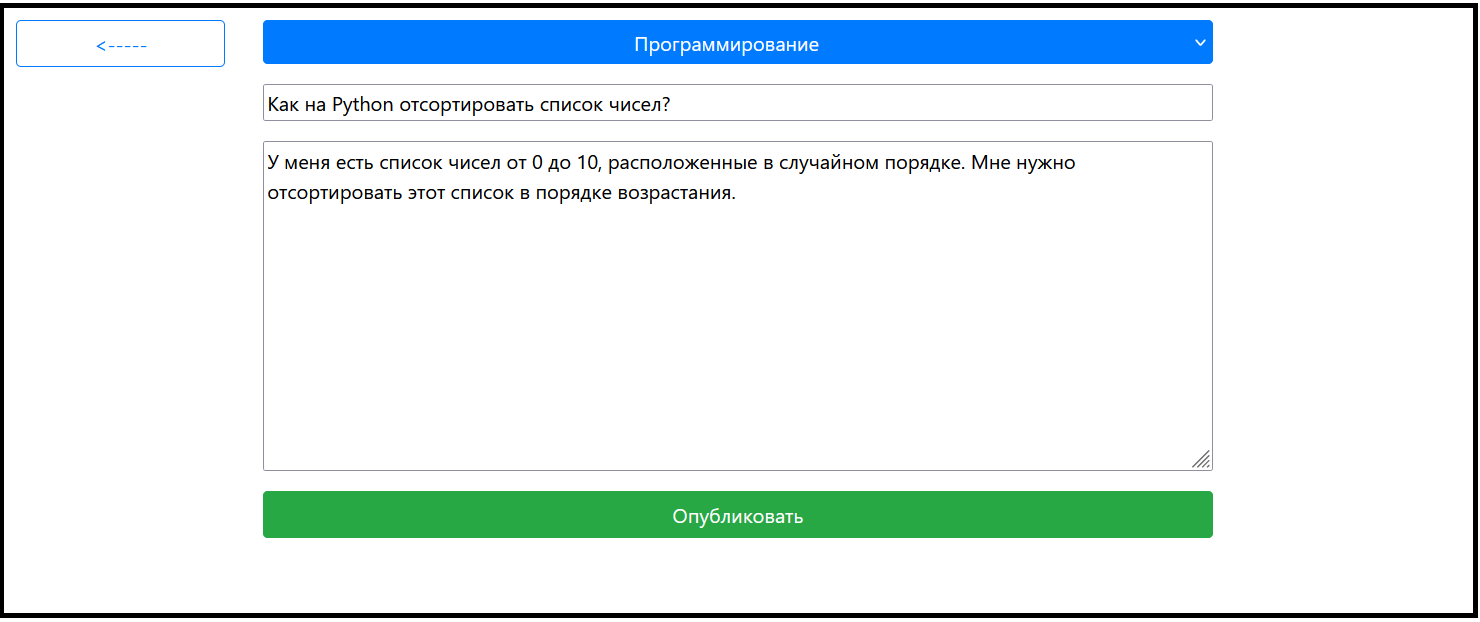 <-----
Программирование
Как на Python отсортировать список чисел?
У меня есть список чисел от 0 до 10, расположенные в случайном порядке. Мне нужно
отсортировать этот список в порядке возрастания.
Опубликовать